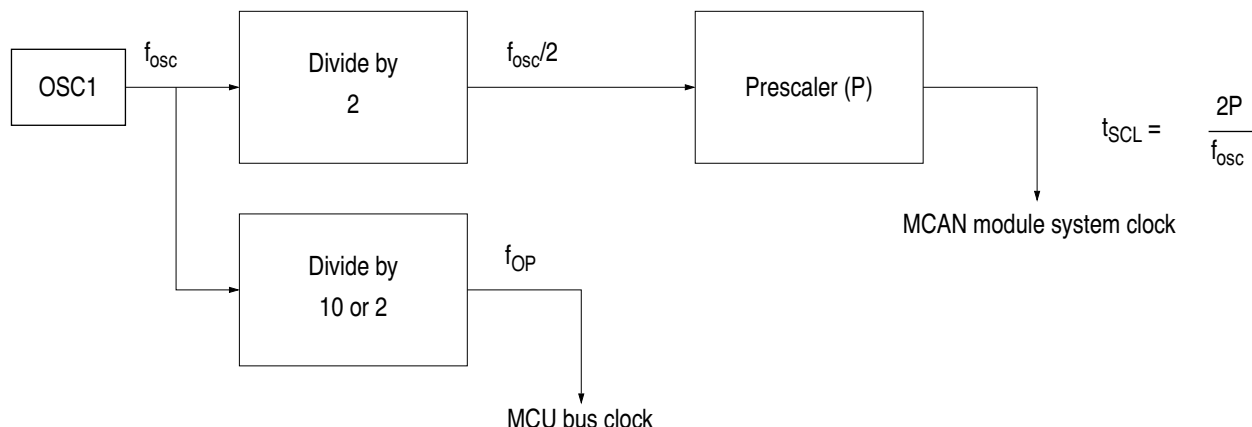 OSC1
fosc
Divide by
2
fosc/2
Prescaler (P)
tSCL = 2P
fosc
MCAN module system clock
Divide by
10 or 2
fOP
MCU bus clock